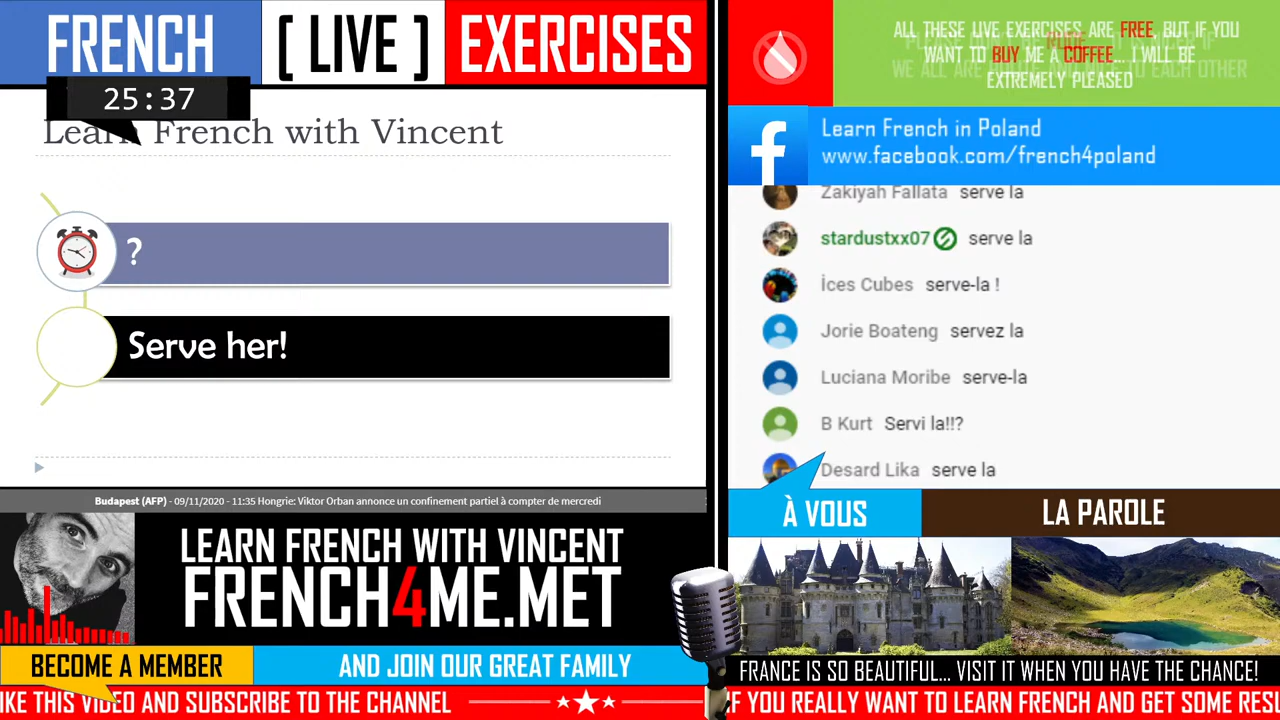 FRENCH [ LIVE ] EXERCISES
25:37
Learn French with Vincent
?
Serve her!
Budapest (AFP) - 09/11/2020 - 11:35 Hongrie: Viktor Orban annonce un confinement partiel à compter de mercredi
LEARN FRENCH WITH VINCENT
FRENCH4ME.MET
BECOME A MEMBER
AND JOIN OUR GREAT FAMILY
IKE THIS VIDEO AND SUBSCRIBE TO THE CHANNEL
ALL THESE LIVE EXERCISES ARE FREE, BUT IF YOU
WANT TO BUY ME A COFFEE... I WILL BE
EXTREMELY PLEASED
Learn French in Poland
www.facebook.com/french4poland
Zakiyah Fallata serve la
stardustxx07 serve la
İces Cubes serve-la !
Jorie Boateng servez la
Luciana Moribe serve-la
B Kurt Servi la!!?
Desard Lika serve la
À VOUS LA PAROLE
FRANCE IS SO BEAUTIFUL... VISIT IT WHEN YOU HAVE THE CHANCE!
IF YOU REALLY WANT TO LEARN FRENCH AND GET SOME RESU